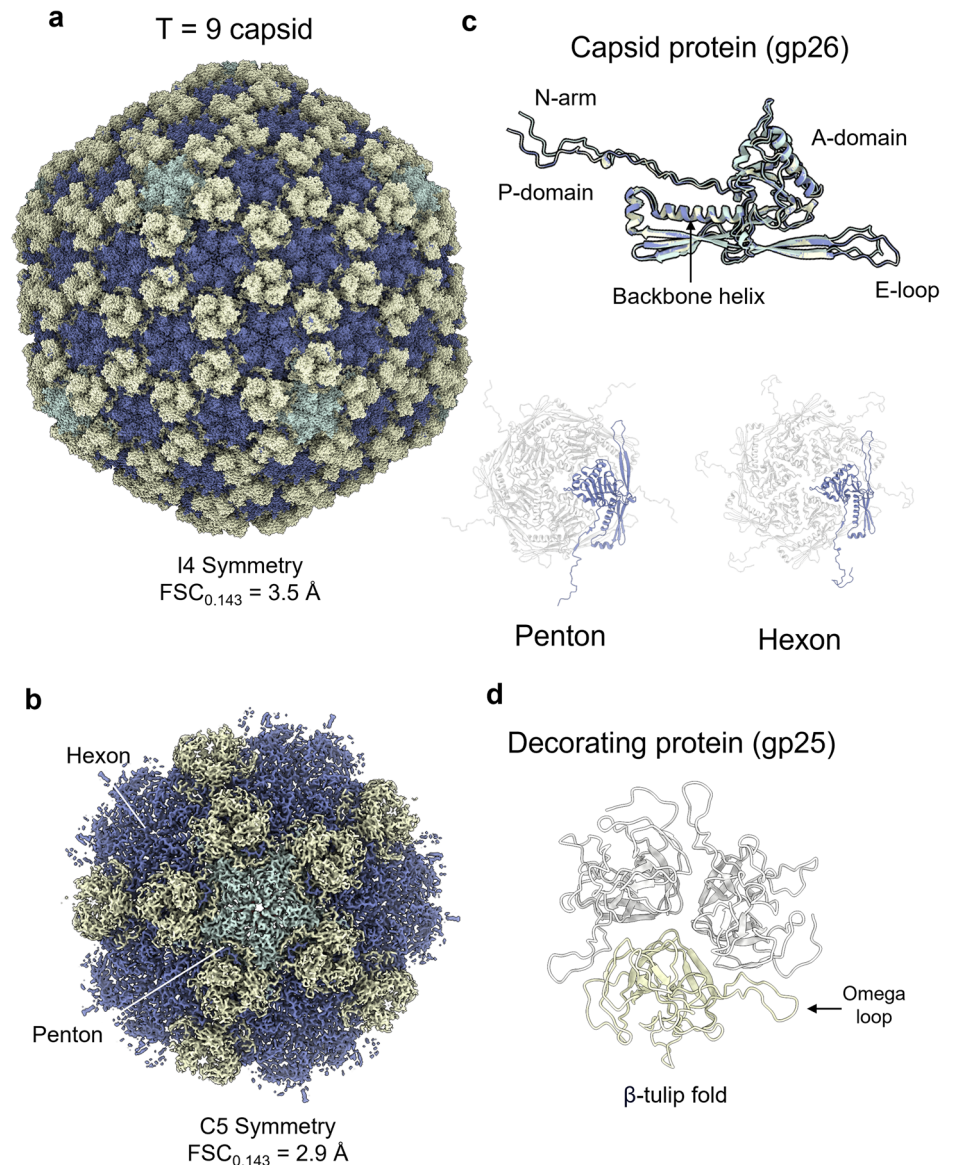 a
T = 9 capsid
I4 Symmetry
FSC0.143 = 3.5 Å
b
Hexon
Penton
C5 Symmetry
FSC0.143 = 2.9 Å
c
Capsid protein (gp26)
N-arm
A-domain
P-domain
Backbone helix
E-loop
Penton
Hexon
d
Decorating protein (gp25)
Omega
loop
β-tulip fold